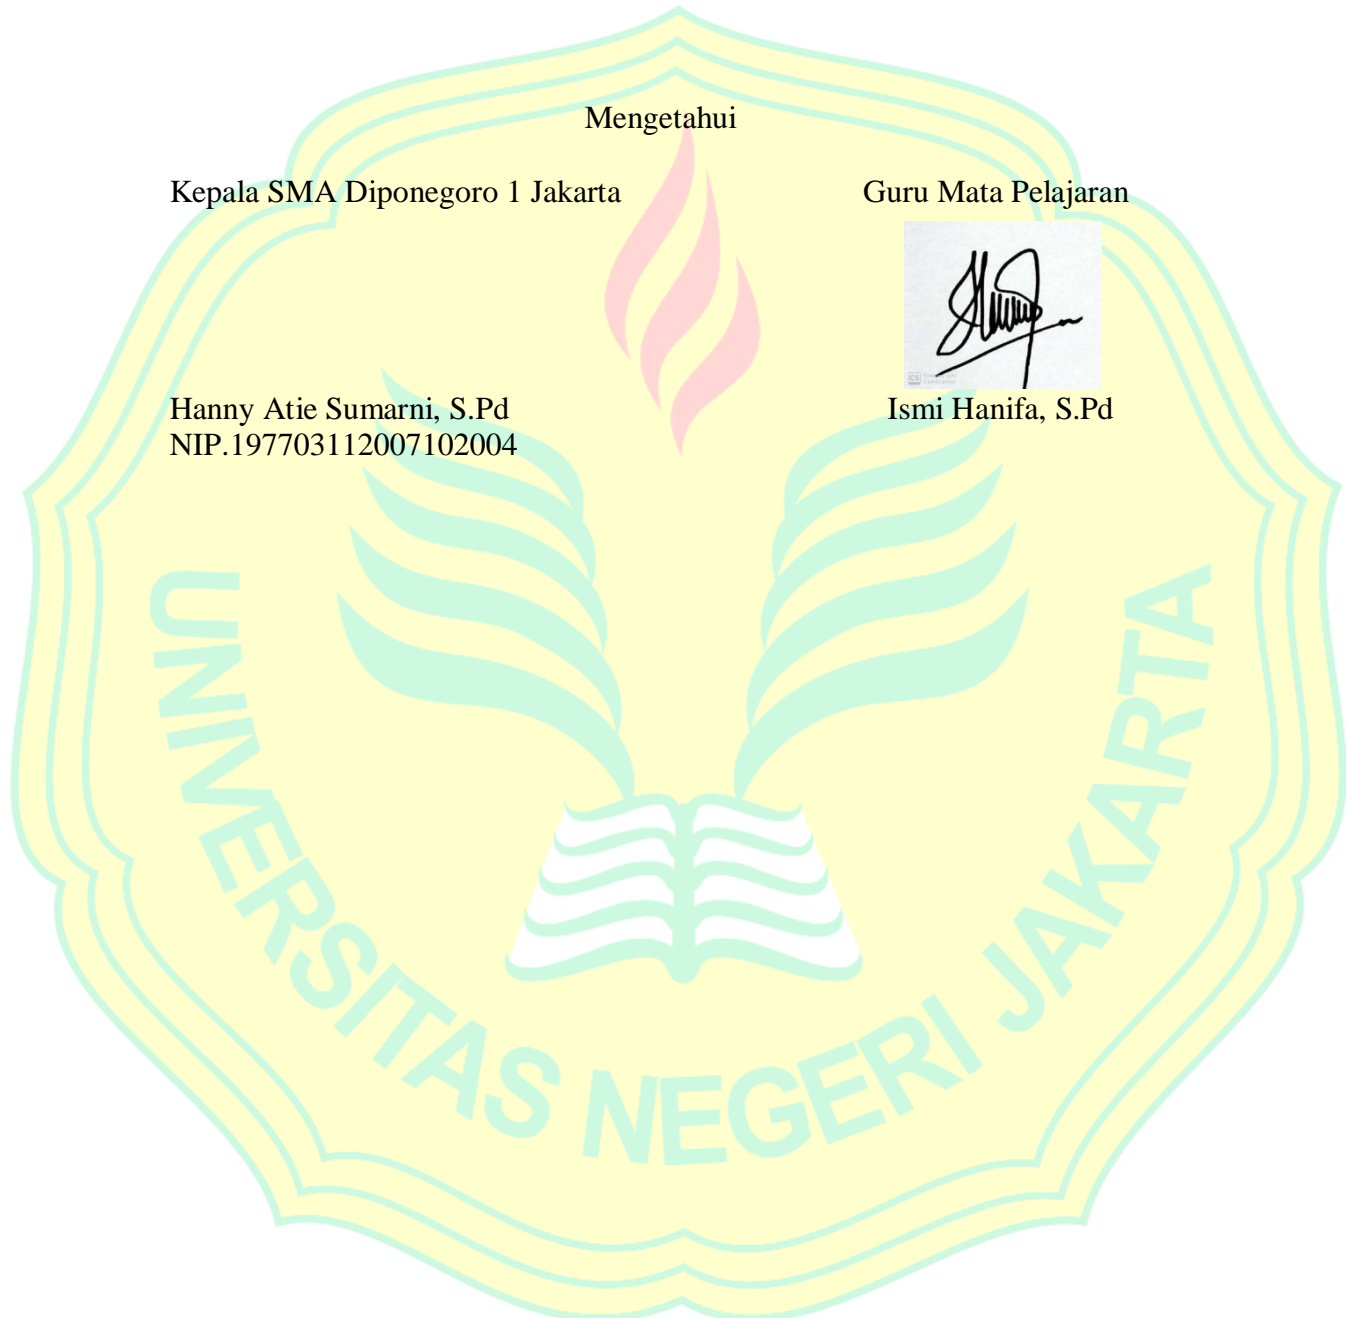 Mengetahui
Kepala SMA Diponegoro 1 Jakarta
Guru Mata Pelajaran
Hanny Atie Sumarni, S.Pd
NIP.197703112007102004
Ismi Hanifa, S.Pd
UNIVERSITAS NEGERI JAKARTA